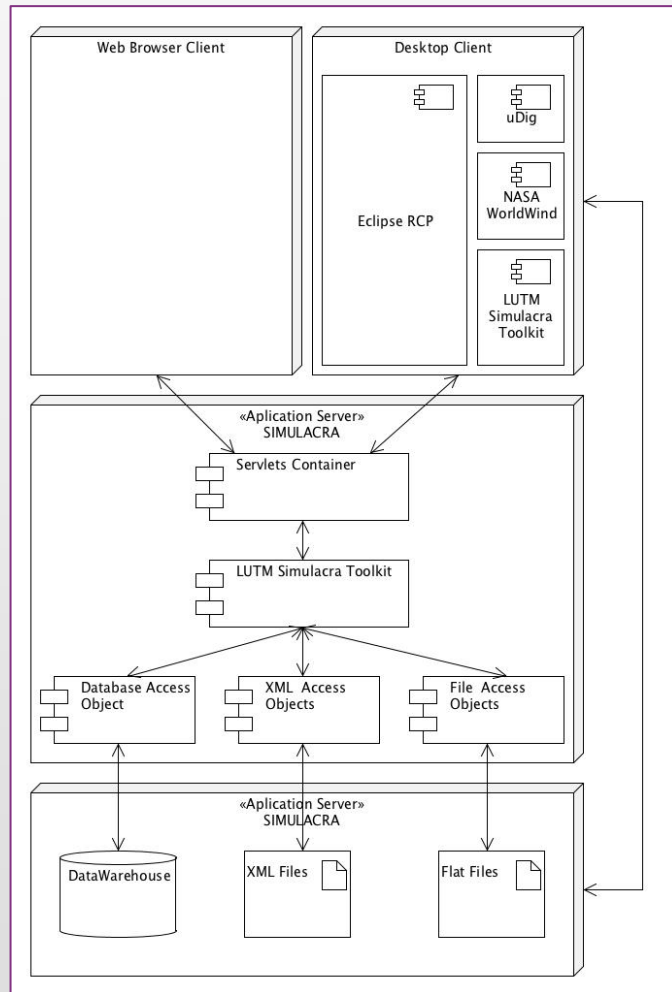 Web Browser Client
Desktop Client
Eclipse RCP
uDig
NASA
WorldWind
LUTM
Simulacra
Toolkit
«Aplication Server»
SIMULACRA
Servlets Container
LUTM Simulacra Toolkit
Database Access
Object
XML Access
Objects
File Access
Objects
«Aplication Server»
SIMULACRA
DataWarehouse
XML Files
Flat Files